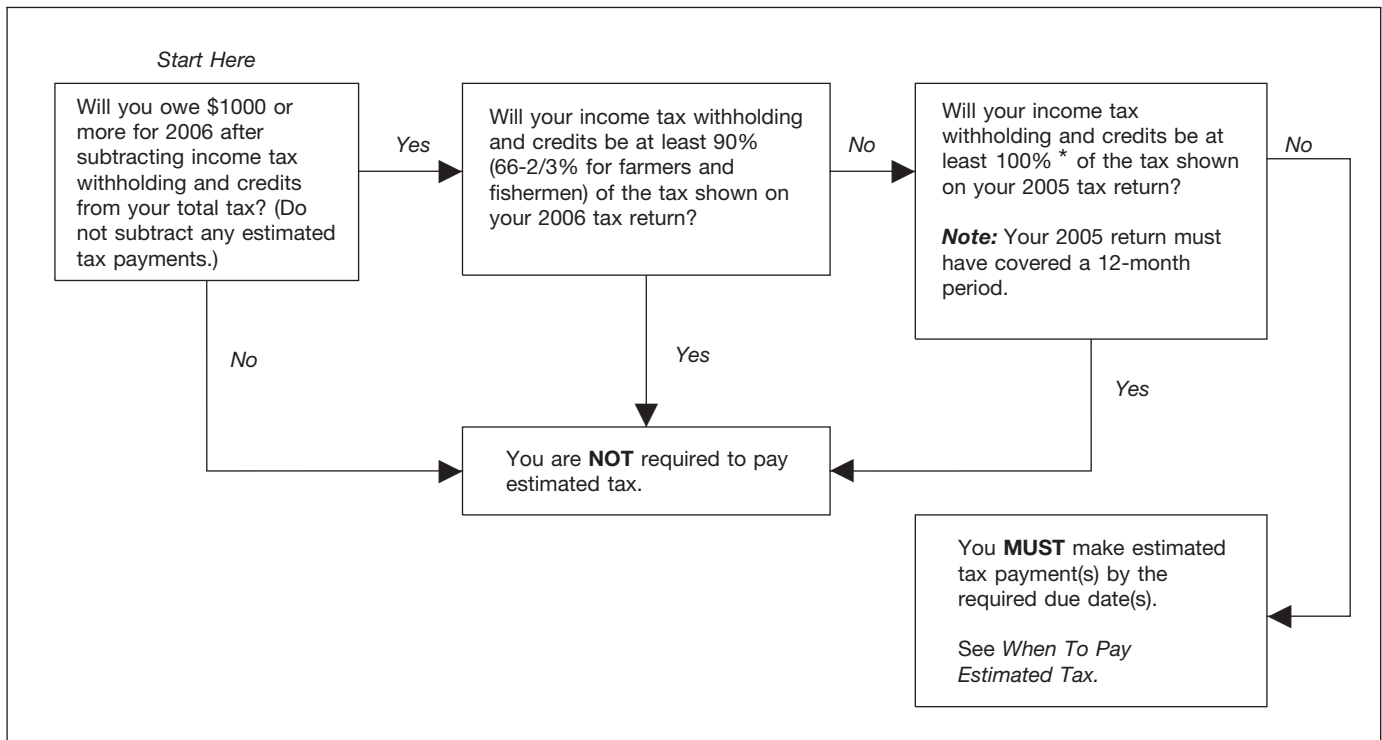 Start Here
Will you owe $1000 or
more for 2006 after
subtracting income tax
withholding and credits
from your total tax? (Do
not subtract any estimated
tax payments.)
Yes
No
Will your income tax withholding
and credits be at least 90%
(66-2/3% for farmers and
fishermen) of the tax shown on
your 2006 tax return?
No
Yes
Will your income tax
withholding and credits be at
least 100% * of the tax shown
on your 2005 tax return?
Note: Your 2005 return must
have covered a 12-month
period.
No
Yes
You are NOT required to pay
estimated tax.
You MUST make estimated
tax payment(s) by the
required due date(s).
See When To Pay
Estimated Tax.